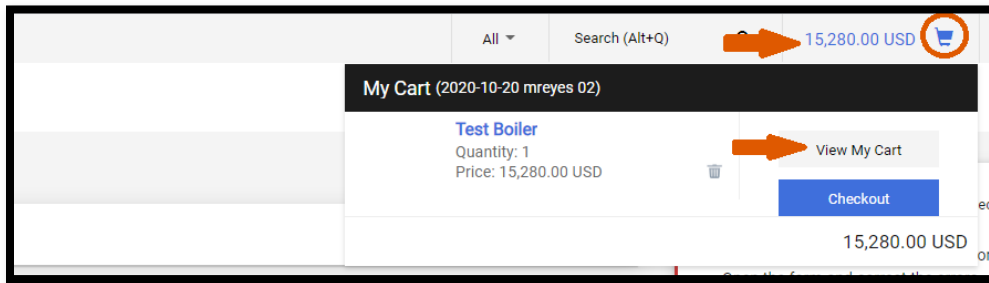 All
Search (Alt+Q)
15,280.00 USD
My Cart (2020-10-20 mreyes 02)
Test Boiler
Quantity: 1
Price: 15,280.00 USD
View My Cart
Checkout
15,280.00 USD